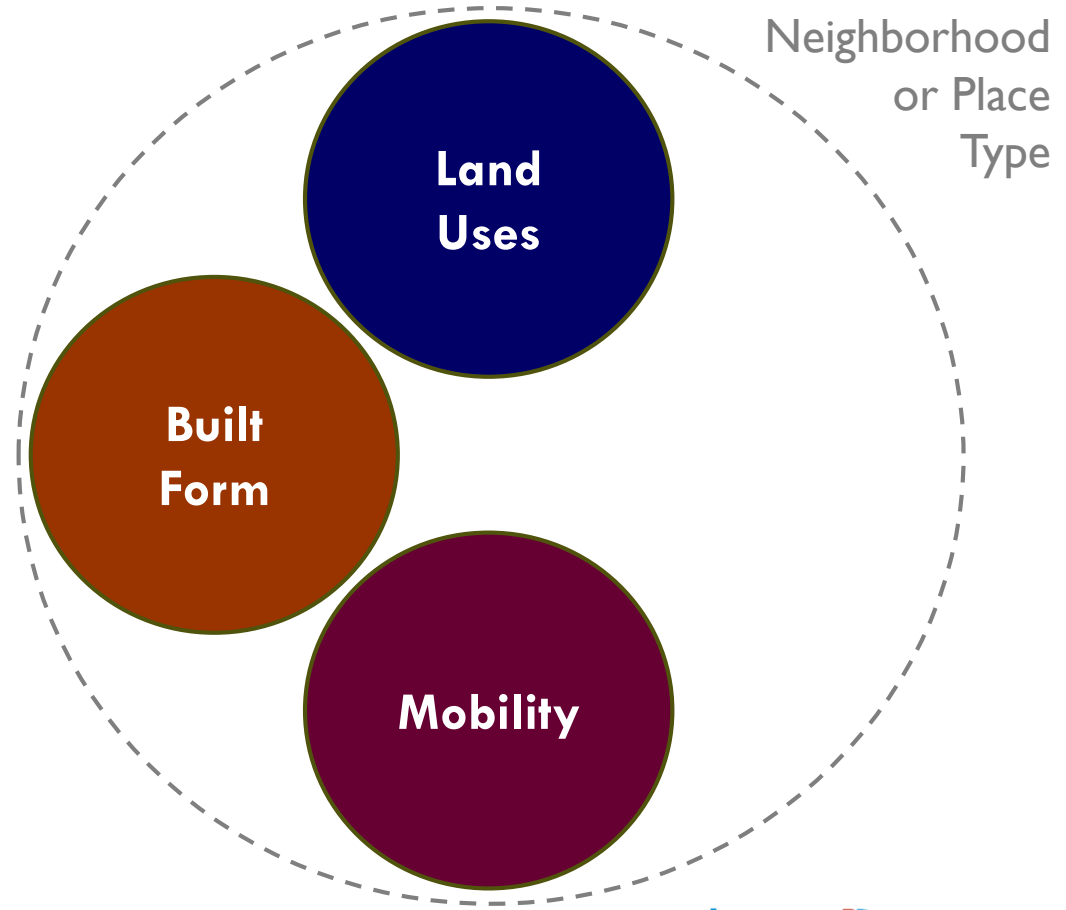 Neighborhood
or Place
Type
Land
Uses
Built
Form
Mobility